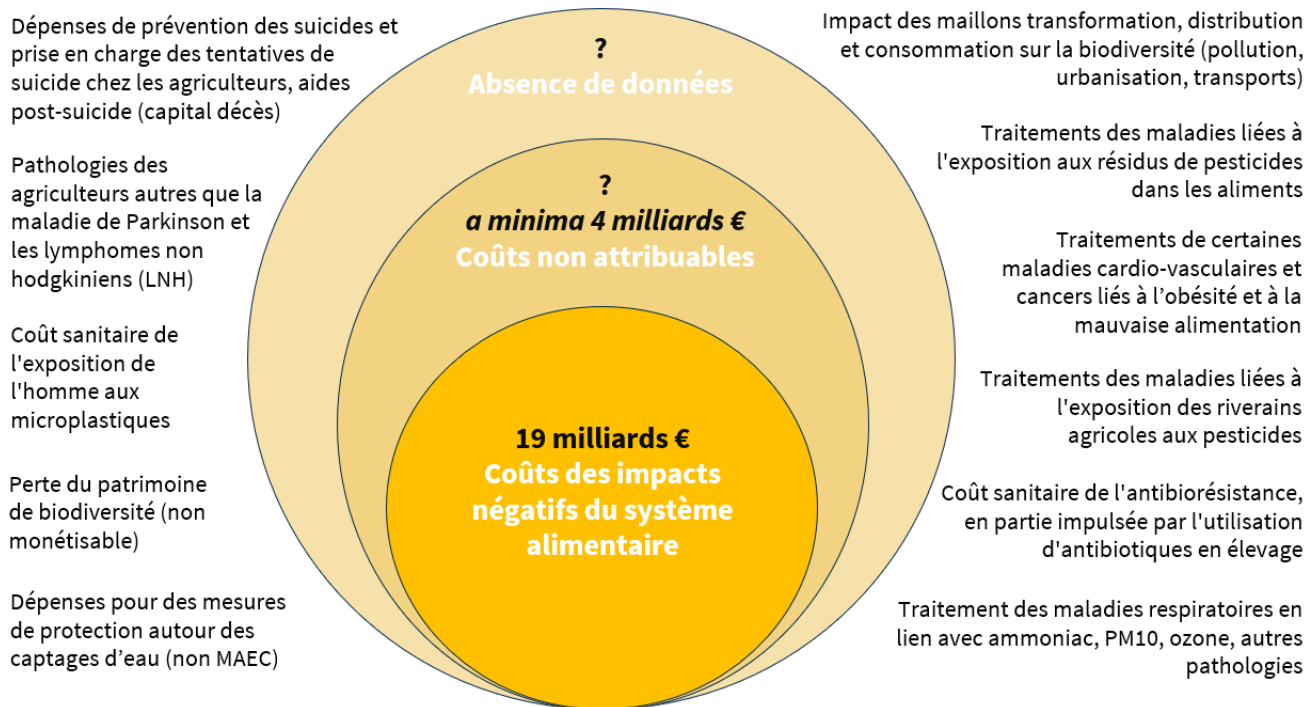 Dépenses de prévention des suicides et
prise en charge des tentatives de
suicide chez les agriculteurs, aides
post-suicide (capital décès)
Pathologies des
agriculteurs autres que la
maladie de Parkinson et
les lymphomes non
hodgkiniens (LNH)
Coût sanitaire de
l'exposition de
l'homme aux
microplastiques
Perte du patrimoine
de biodiversité (non
monétisable)
Dépenses pour des mesures
de protection autour des
captages d’eau (non MAEC)
?
Absence de données
?
a minima 4 milliards €
Coûts non attribuables
19 milliards €
Coûts des impacts
négatifs du système
alimentaire
Impact des maillons transformation, distribution
et consommation sur la biodiversité (pollution,
urbanisation, transports)
Traitements des maladies liées à
l'exposition aux résidus de pesticides
dans les aliments
Traitements de certaines
maladies cardio-vasculaires et
cancers liés à l’obésité et à la
mauvaise alimentation
Traitements des maladies liées à
l'exposition des riverains
agricoles aux pesticides
Coût sanitaire de l'antibiorésistance,
en partie impulsée par l'utilisation
d'antibiotiques en élevage
Traitement des maladies respiratoires en
lien avec ammoniac, PM10, ozone, autres
pathologies